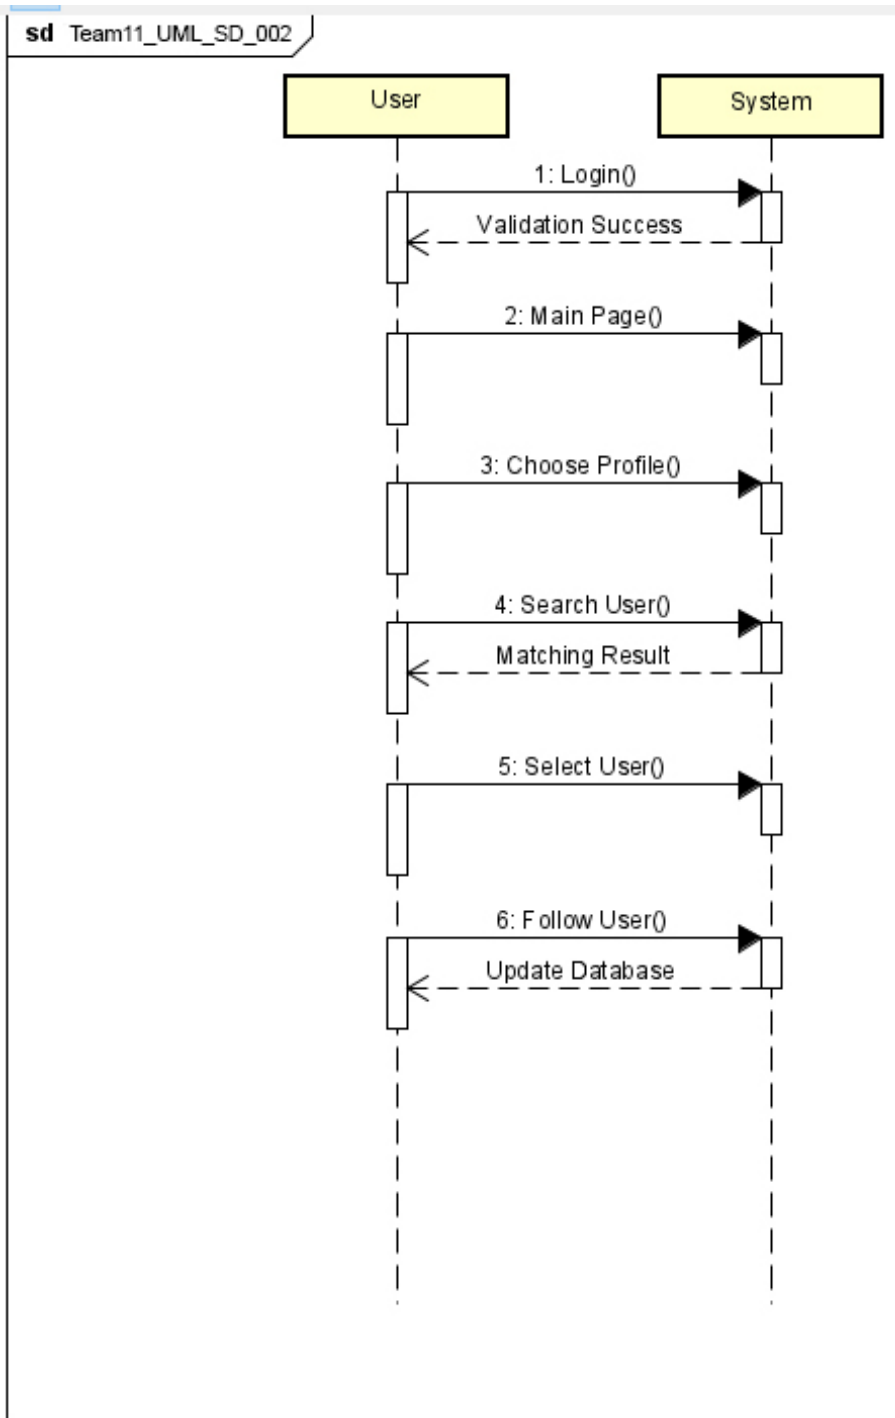 sd Team11_UML_SD_002
User
System
1: Login()
Validation Success
2: Main Page()
3: Choose Profile()
4: Search User()
Matching Result
5: Select User()
6: Follow User()
Update Database